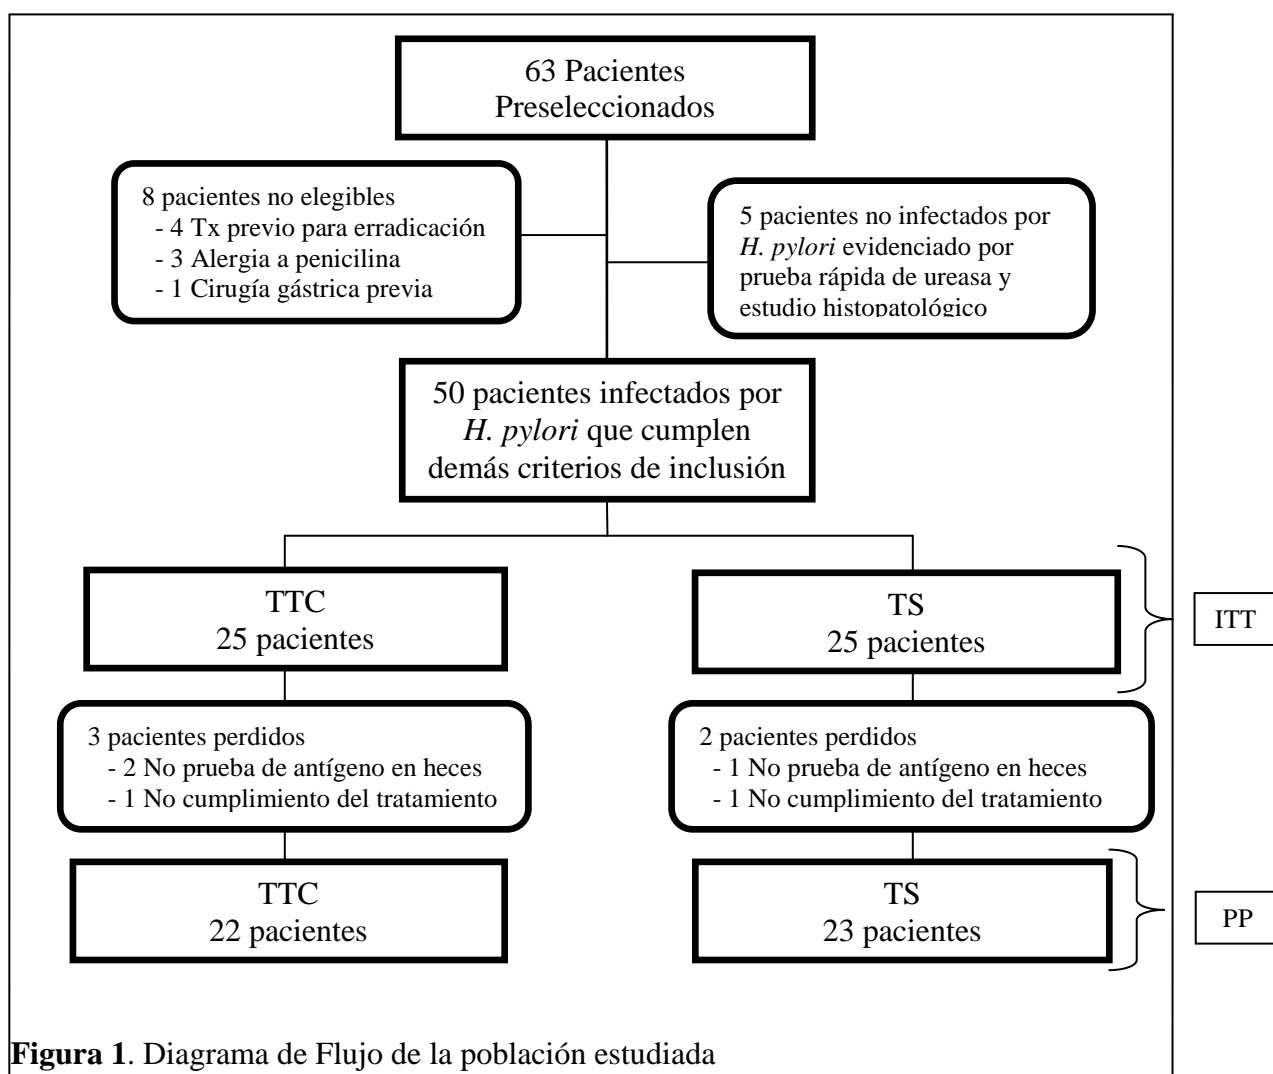 63 Pacientes
Preseleccionados
8 pacientes no elegibles
- 4 Tx previo para erradicación
- 3 Alergia a penicilina
- 1 Cirugía gástrica previa
5 pacientes no infectados por
H. pylori evidenciado por
prueba rápida de ureasa y
estudio histopatológico
50 pacientes infectados por
H. pylori que cumplen
demás criterios de inclusión
TTC
25 pacientes
TS
25 pacientes
ITT
3 pacientes perdidos
- 2 No prueba de antígeno en heces
- 1 No cumplimiento del tratamiento
2 pacientes perdidos
- 1 No prueba de antígeno en heces
- 1 No cumplimiento del tratamiento
TTC
22 pacientes
TS
23 pacientes
PP
Figura 1. Diagrama de Flujo de la población estudiada